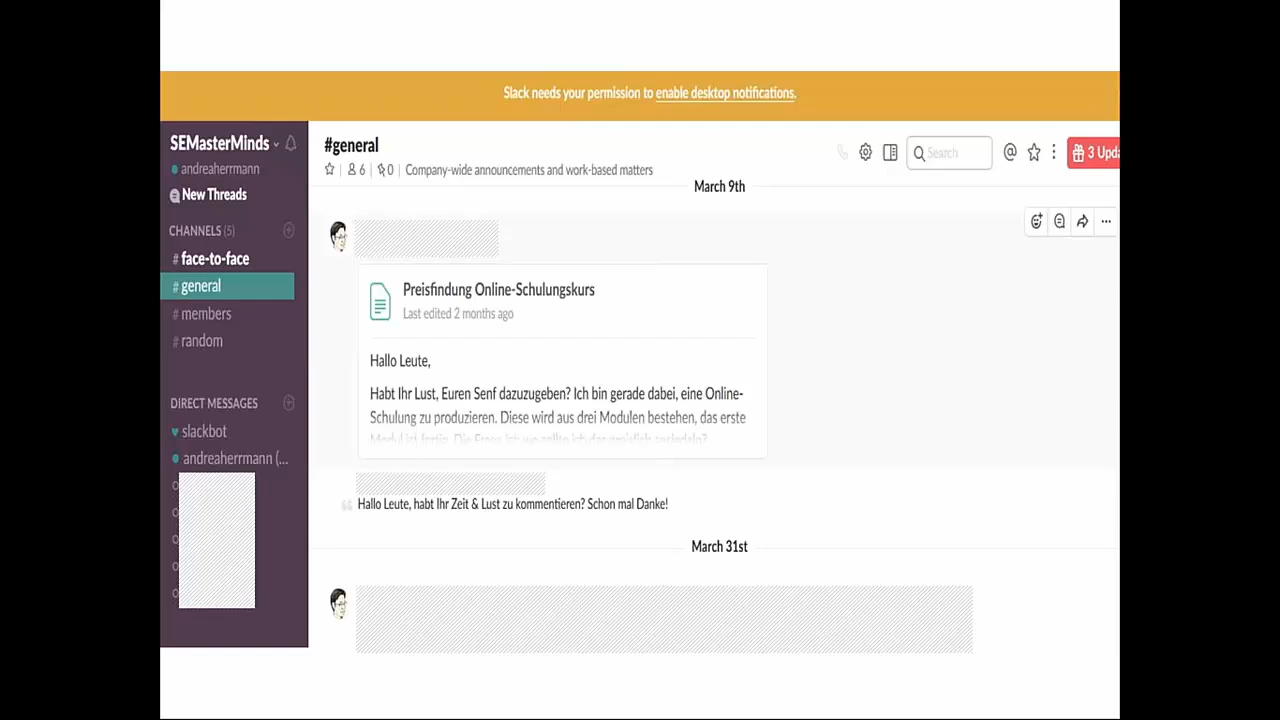 Slack needs your permission to enable desktop notifications.
SEMasterMinds
andreaherrmann
New Threads
CHANNELS (5)
# face-to-face
# general
# members
# random
DIRECT MESSAGES
slackbot
andreaherrmann (...
#general
6
0
Company-wide announcements and work-based matters
Search
3 Upda
March 9th
Preisfindung Online-Schulungskurs
Last edited 2 months ago
Hallo Leute,
Habt Ihr Lust, Euren Senf dazuzugeben? Ich bin gerade dabei, eine Online-
Schulung zu produzieren. Diese wird aus drei Modulen bestehen, das erste
Hallo Leute, habt Ihr Zeit & Lust zu kommentieren? Schon mal Danke!
March 31st